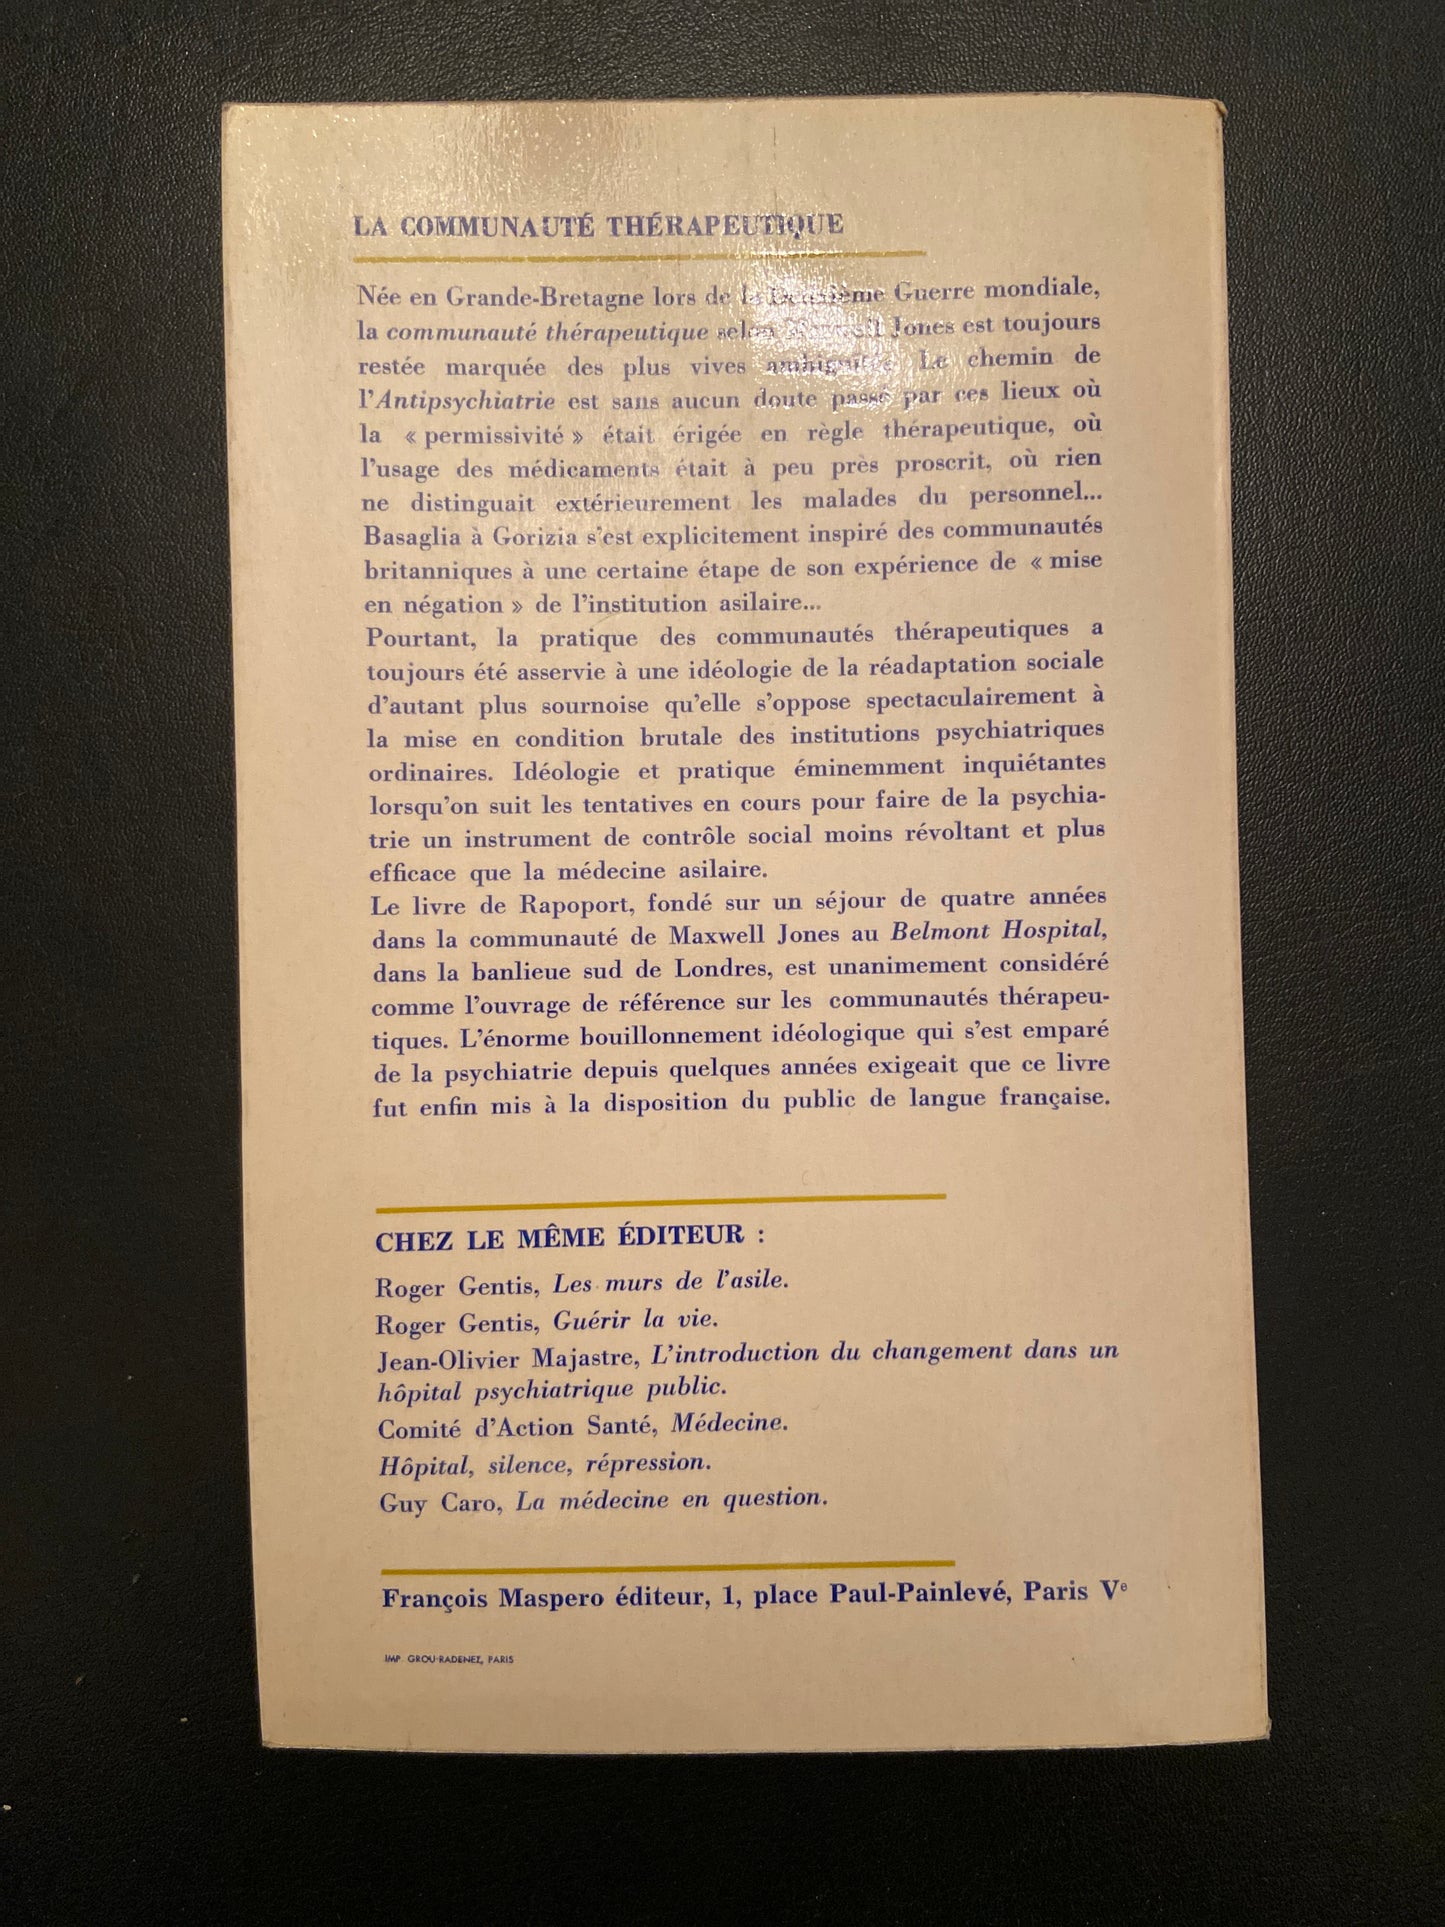 LA COMMUNAUTÉ THÉRAPEUTIQUE
Née en Grande-Bretagne lors de la Deuxième Guerre mondiale,
la communauté thérapeutique selon Maxwell Jones est toujours
restée marquée des plus vives ambiguïtés. Le chemin de
l'Antipsychiatrie est sans aucun doute passé par ces lieux où
la « permissivité » était érigée en règle thérapeutique, où
l'usage des médicaments était à peu près proscrit, où rien
ne distinguait extérieurement les malades du personnel...
Basaglia à Gorizia s'est explicitement inspiré des communautés
britanniques à une certaine étape de son expérience de « mise
en négation » de l'institution asilaire...
Pourtant, la pratique des communautés thérapeutiques a
toujours été asservie à une idéologie de la réadaptation sociale
d'autant plus sournoise qu'elle s'oppose spectaculairement à
la mise en condition brutale des institutions psychiatriques
ordinaires. Idéologie et pratique éminemment inquiétantes
lorsqu'on suit les tentatives en cours pour faire de la psychia-
trie un instrument de contrôle social moins révoltant et plus
efficace que la médecine asilaire.
Le livre de Rapoport, fondé sur un séjour de quatre années
dans la communauté de Maxwell Jones au Belmont Hospital,
dans la banlieue sud de Londres, est unanimement considéré
comme l'ouvrage de référence sur les communautés thérapeu-
tiques. L'énorme bouillonnement idéologique qui s'est emparé
de la psychiatrie depuis quelques années exigeait que ce livre
fut enfin mis à la disposition du public de langue française.
CHEZ LE MÊME ÉDITEUR :
Roger Gentis, Les murs de l'asile.
Roger Gentis, Guérir la vie.
Jean-Olivier Majastre, L'introduction du changement dans un
hôpital psychiatrique public.
Comité d'Action Santé, Médecine.
Hôpital, silence, répression.
Guy Caro, La médecine en question.
François Maspero éditeur, 1, place Paul-Painlevé, Paris Vᵉ
IMP. GROU-RADENEZ, PARIS